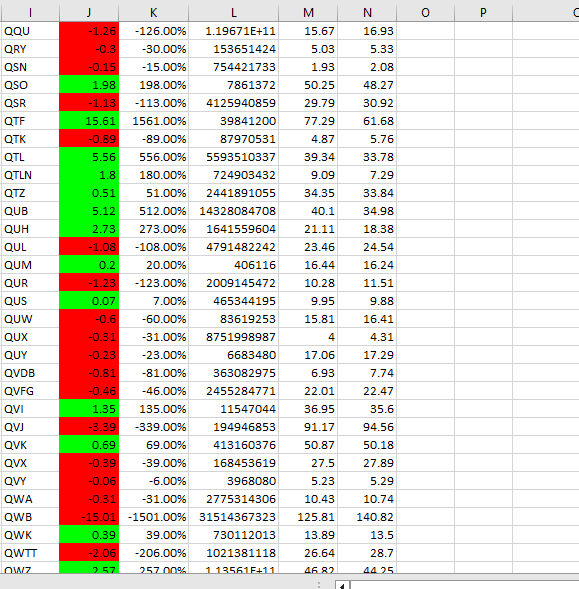 I J K L M N O P Q
QQU -1.26 -126.00% 1.19671E+11 15.67 16.93
QRY -0.3 -30.00% 153651424 5.03 5.33
QSN -0.15 -15.00% 754421733 1.93 2.08
QSO 1.98 198.00% 7861372 50.25 48.27
QSR -1.13 -113.00% 4125940859 29.79 30.92
QTF 15.61 1561.00% 39841200 77.29 61.68
QTK -0.89 -89.00% 87970531 4.87 5.76
QTL 5.56 556.00% 5593510337 39.34 33.78
QTLN 1.8 180.00% 724903432 9.09 7.29
QTZ 0.51 51.00% 2441891055 34.35 33.84
QUB 5.12 512.00% 14328084708 40.1 34.98
QUH 2.73 273.00% 1641559604 21.11 18.38
QUL -1.08 -108.00% 4791482242 23.46 24.54
QUM 0.2 20.00% 406116 16.44 16.24
QUR -1.23 -123.00% 2009145472 10.28 11.51
QUS 0.07 7.00% 465344195 9.95 9.88
QUW -0.6 -60.00% 83619253 15.81 16.41
QUX -0.31 -31.00% 8751998987 4 4.31
QUY -0.23 -23.00% 6683480 17.06 17.29
QVDB -0.81 -81.00% 363082975 6.93 7.74
QVFG -0.46 -46.00% 2455284771 22.01 22.47
QVI 1.35 135.00% 11547044 36.95 35.6
QVJ -3.39 -339.00% 194946853 91.17 94.56
QVK 0.69 69.00% 413160376 50.87 50.18
QVX -0.39 -39.00% 168453619 27.5 27.89
QVY -0.06 -6.00% 3968080 5.23 5.29
QWA -0.31 -31.00% 2775314306 10.43 10.74
QWB -15.01 -1501.00% 31514367323 125.81 140.82
QWK 0.39 39.00% 730112013 13.89 13.5
QWTT -2.06 -206.00% 1021381118 26.64 28.7
QWZ 2.57 257.00% 1.13561E+11 46.82 44.25